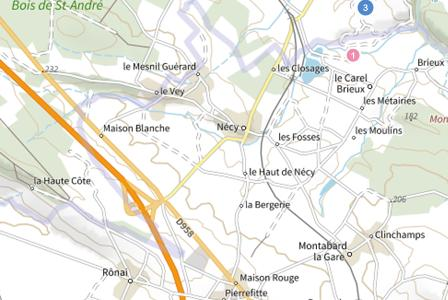 Bois de St-André
3
1
le Mesnil Guérard
les Closages
Brieux
232
le Vey
le Carel
Brieux
les Métairies
182
Mon
Maison Blanche
Nécy
les Fosses
les Moulins
la Haute Côte
le Haut de Nécy
206
la Bergerie
D958
Clinchamps
Montabard
la Gare
Rônai
Maison Rouge
Pierrefitte